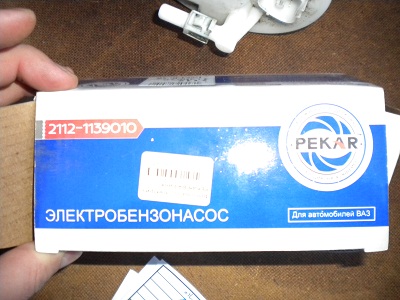 2112-1139010
PEKAR
ЭЛЕКТРОБЕНЗОНАСОС
Для автомобилей ВАЗ